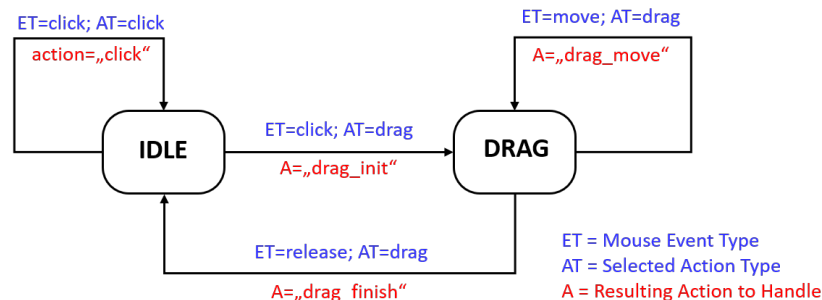 ET=click; AT=click
action=„click“
ET=move; AT=drag
A=„drag_move“
IDLE
ET=click; AT=drag
A=„drag_init“
DRAG
ET=release; AT=drag
A=„drag_finish“
ET = Mouse Event Type
AT = Selected Action Type
A = Resulting Action to Handle